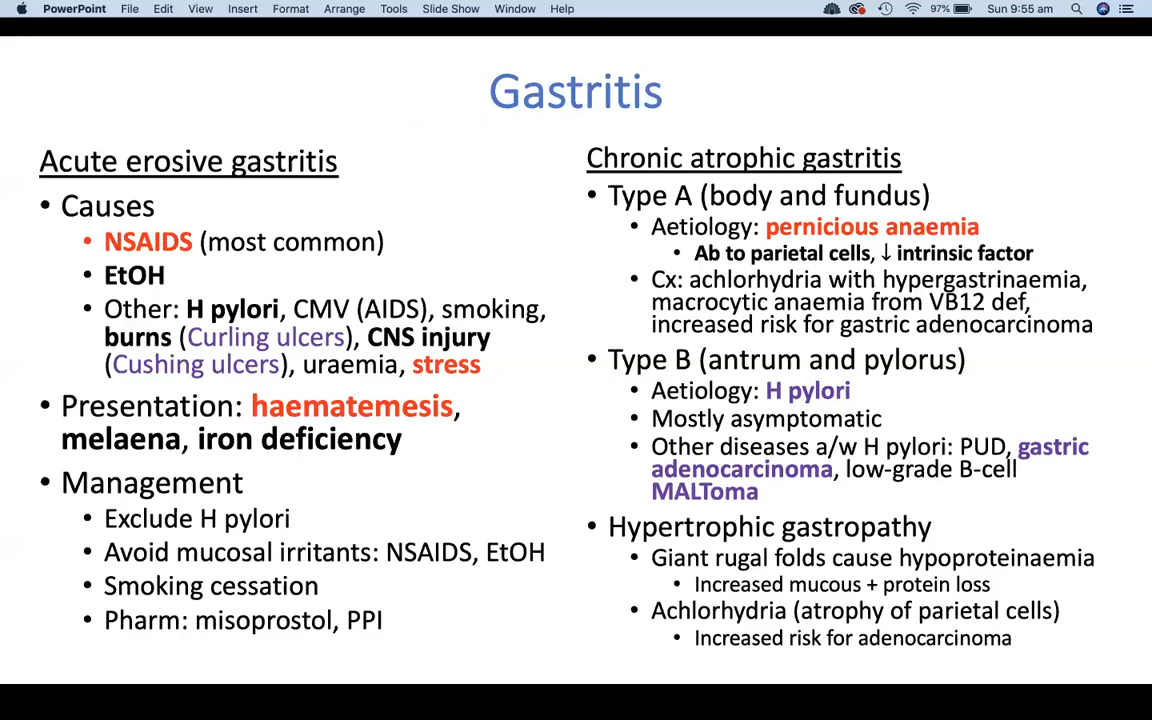 PowerPoint File Edit View Insert Format Arrange Tools Slide Show Window Help 97% Sun 9:55 am
Gastritis
Acute erosive gastritis
• Causes
• NSAIDS (most common)
• EtOH
• Other: H pylori, CMV (AIDS), smoking,
burns (Curling ulcers), CNS injury
(Cushing ulcers), uraemia, stress
• Presentation: haematemesis,
melaena, iron deficiency
• Management
• Exclude H pylori
• Avoid mucosal irritants: NSAIDS, EtOH
• Smoking cessation
• Pharm: misoprostol, PPI
Chronic atrophic gastritis
• Type A (body and fundus)
• Aetiology: pernicious anaemia
• Ab to parietal cells, ↓ intrinsic factor
• Cx: achlorhydria with hypergastrinaemia,
macrocytic anaemia from VB12 def,
increased risk for gastric adenocarcinoma
• Type B (antrum and pylorus)
• Aetiology: H pylori
• Mostly asymptomatic
• Other diseases a/w H pylori: PUD, gastric
adenocarcinoma, low-grade B-cell
MALToma
• Hypertrophic gastropathy
• Giant rugal folds cause hypoproteinaemia
• Increased mucous + protein loss
• Achlorhydria (atrophy of parietal cells)
• Increased risk for adenocarcinoma